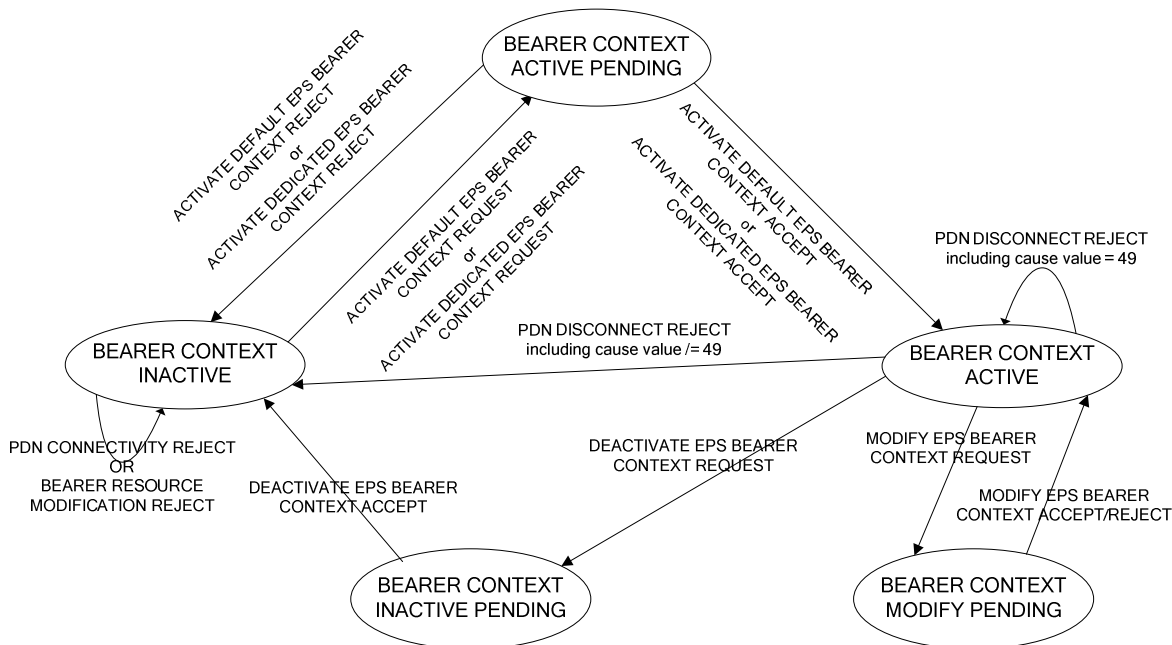 BEARER CONTEXT
ACTIVE PENDING
ACTIVATE DEFAULT EPS BEARER
CONTEXT REJECT
or
ACTIVATE DEDICATED EPS BEARER
CONTEXT REJECT
ACTIVATE DEFAULT EPS BEARER
CONTEXT REQUEST
or
ACTIVATE DEDICATED EPS BEARER
CONTEXT REQUEST
ACTIVATE DEFAULT EPS BEARER
CONTEXT ACCEPT
or
ACTIVATE DEDICATED EPS BEARER
CONTEXT ACCEPT
PDN DISCONNECT REJECT
including cause value = 49
BEARER CONTEXT
INACTIVE
PDN DISCONNECT REJECT
including cause value /= 49
BEARER CONTEXT
ACTIVE
PDN CONNECTIVITY REJECT
OR
BEARER RESOURCE
MODIFICATION REJECT
DEACTIVATE EPS BEARER
CONTEXT ACCEPT
DEACTIVATE EPS BEARER
CONTEXT REQUEST
MODIFY EPS BEARER
CONTEXT REQUEST
MODIFY EPS BEARER
CONTEXT ACCEPT/REJECT
BEARER CONTEXT
INACTIVE PENDING
BEARER CONTEXT
MODIFY PENDING